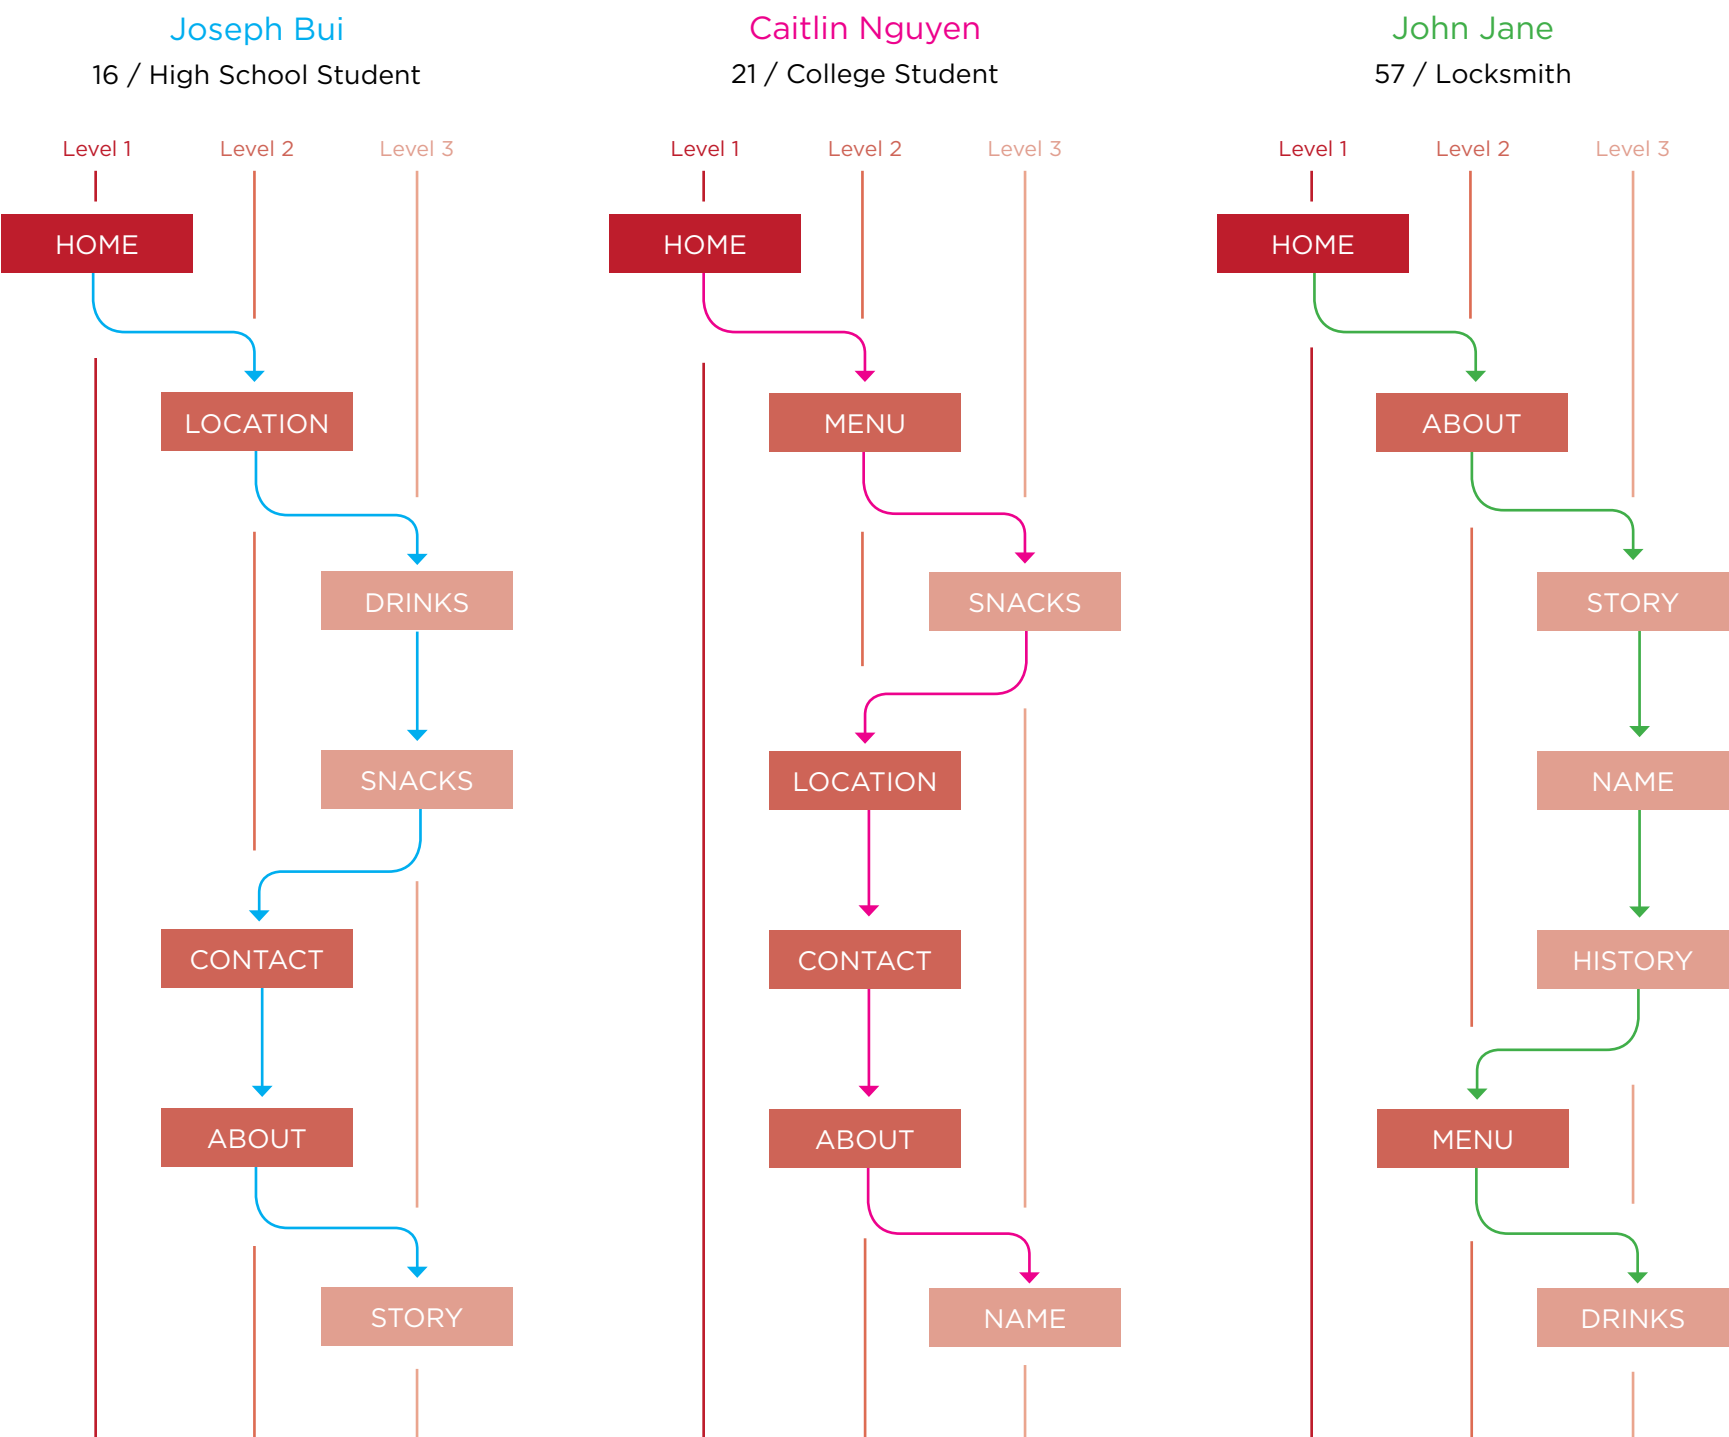 Joseph Bui
16 / High School Student
Level 1
Level 2
Level 3
HOME
LOCATION
DRINKS
SNACKS
CONTACT
ABOUT
STORY
Caitlin Nguyen
21 / College Student
Level 1
Level 2
Level 3
HOME
MENU
SNACKS
LOCATION
CONTACT
ABOUT
NAME
John Jane
57 / Locksmith
Level 1
Level 2
Level 3
HOME
ABOUT
STORY
NAME
HISTORY
MENU
DRINKS